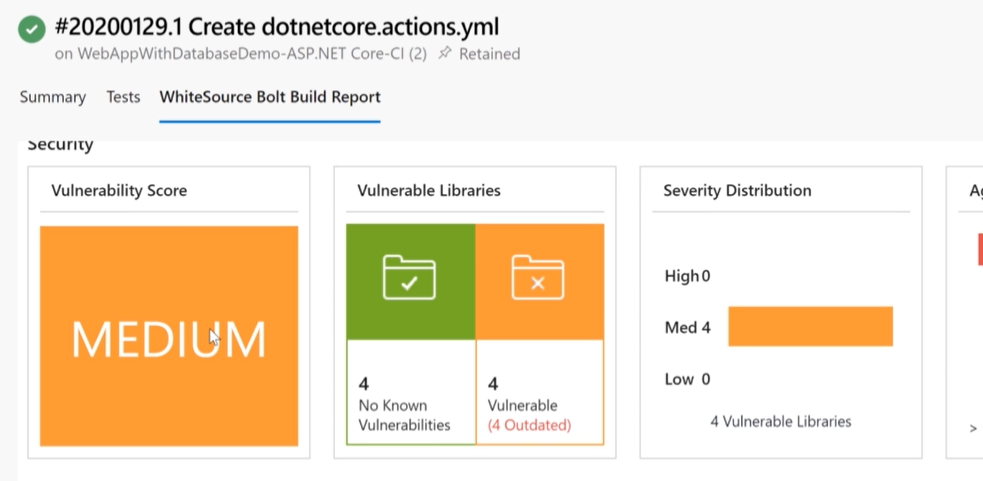 #20200129.1 Create dotnetcore.actions.yml
on WebAppWithDatabaseDemo-ASP.NET Core-CI (2) Retained
Summary Tests WhiteSource Bolt Build Report
Security
Vulnerability Score
MEDIUM
Vulnerable Libraries
4
No Known
Vulnerabilities
4
Vulnerable
(4 Outdated)
Severity Distribution
High 0
Med 4
Low 0
4 Vulnerable Libraries
>